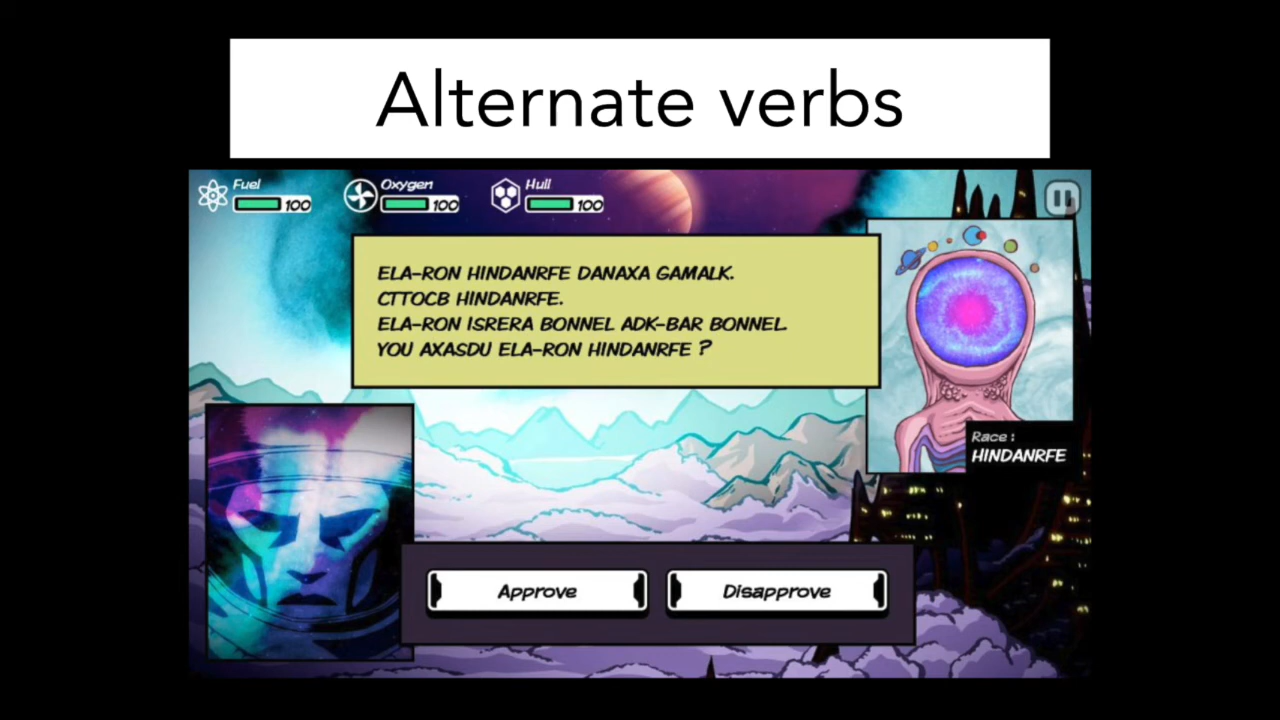 Alternate verbs
Fuel
100
Oxygen
100
Hull
100
ELA-RON HINDANRFE DANAXA GAMALK.
CTTOCB HINDANRFE.
ELA-RON ISRERA BONNEL ADK-BAR BONNEL.
YOU AXASDU ELA-RON HINDANRFE ?
Race :
HINDANRFE
Approve
Disapprove